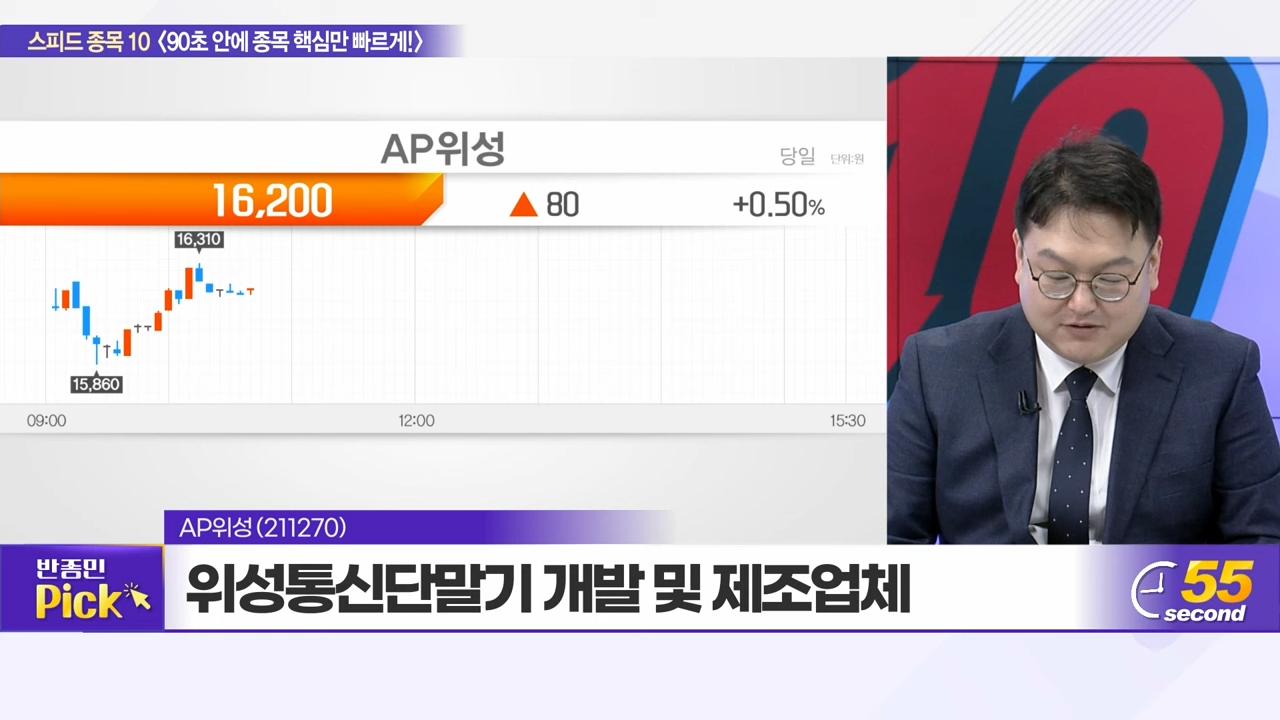 스피드 종목 10 〈90초 안에 종목 핵심만 빠르게!〉
AP위성
당일 단위:원
16,200 ▲ 80 +0.50%
16,310
15,860
09:00 12:00 15:30
AP위성(211270)
반종민
Pick
위성통신단말기 개발 및 제조업체
55
second